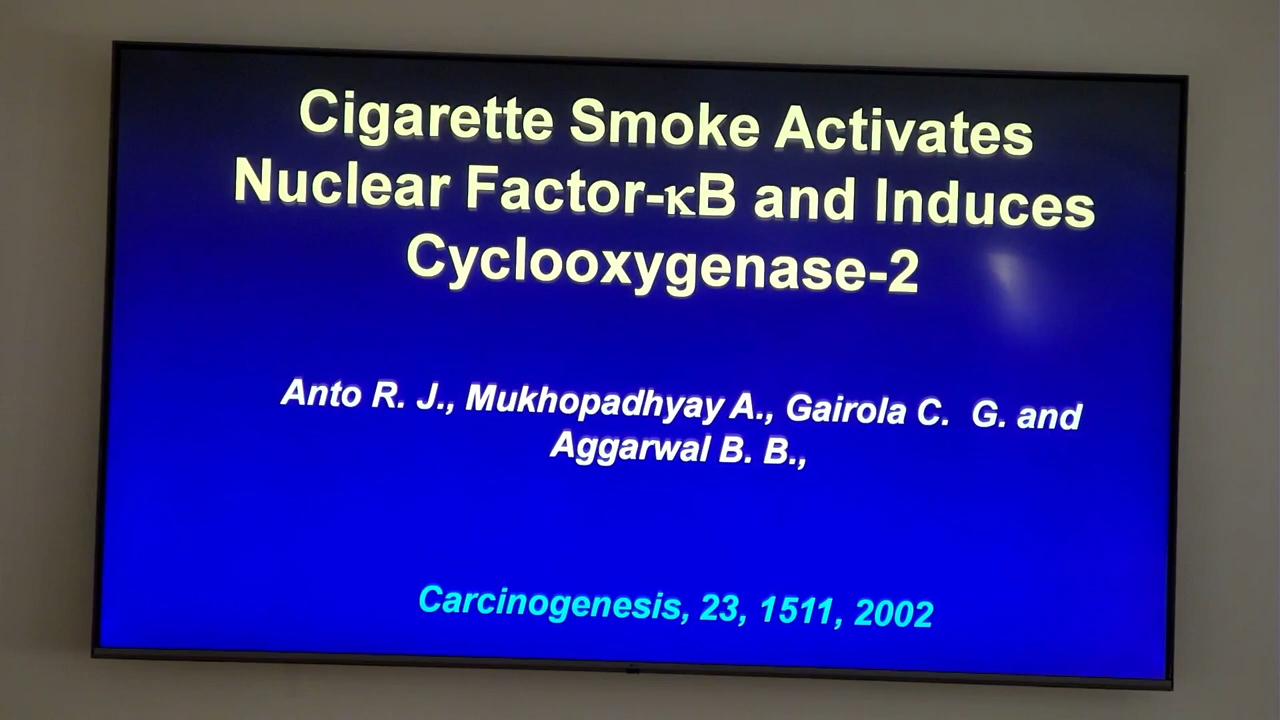 Cigarette Smoke Activates
Nuclear Factor-κB and Induces
Cyclooxygenase-2
Anto R. J., Mukhopadhyay A., Gairola C. G. and
Aggarwal B. B.,
Carcinogenesis, 23, 1511, 2002